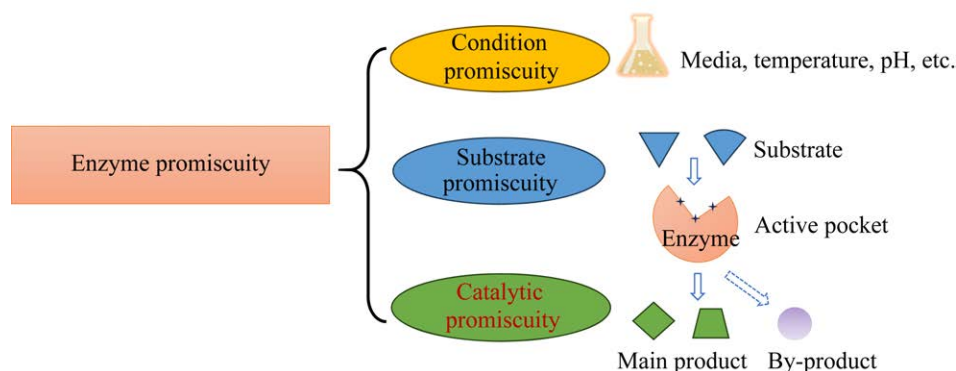 Condition
promiscuity
Media, temperature, pH, etc.
Enzyme promiscuity
Substrate
promiscuity
Substrate
Enzyme
Active pocket
Catalytic
promiscuity
Main product
By-product